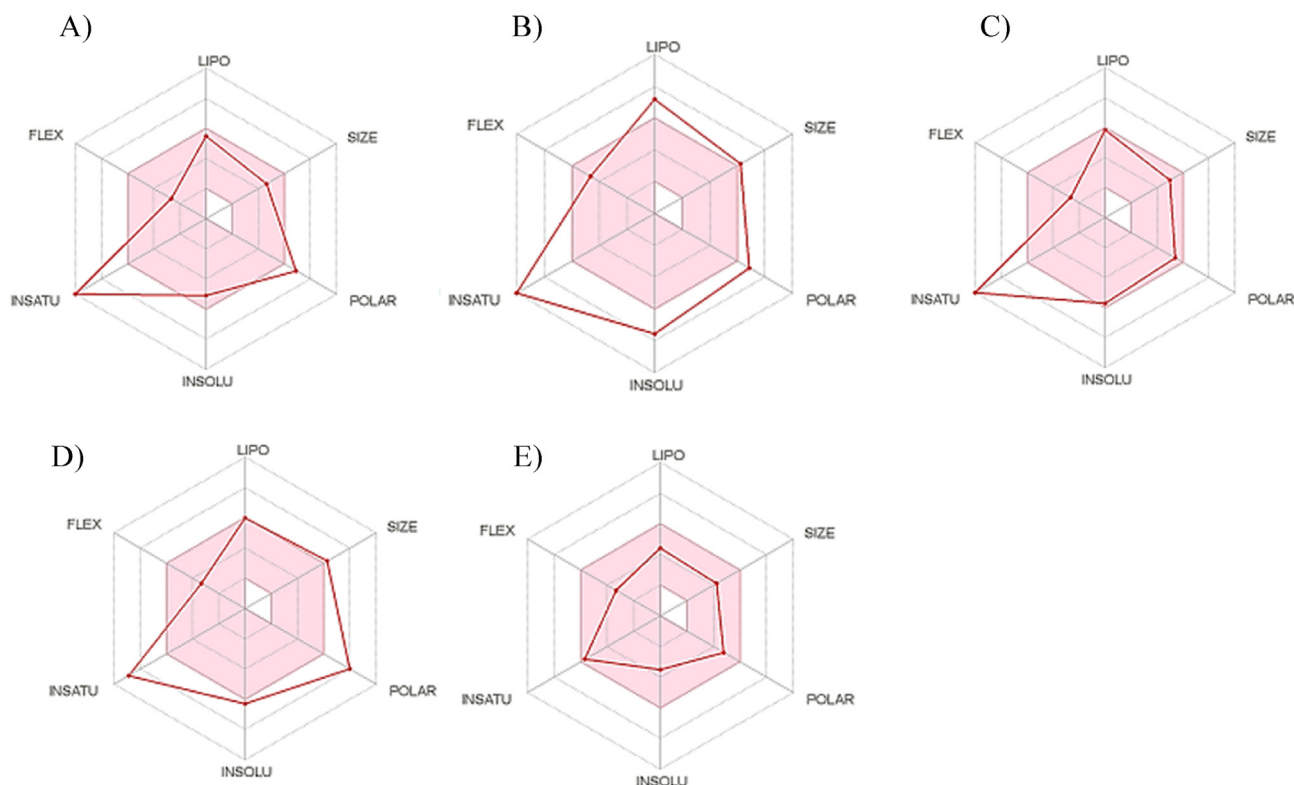 A)
LIPO
FLEX
SIZE
INSATU
POLAR
INSOLU
B)
LIPO
FLEX
SIZE
INSATU
POLAR
INSOLU
C)
LIPO
FLEX
SIZE
INSATU
POLAR
INSOLU
D)
LIPO
FLEX
SIZE
INSATU
POLAR
INSOLU
E)
LIPO
FLEX
SIZE
INSATU
POLAR
INSOLU